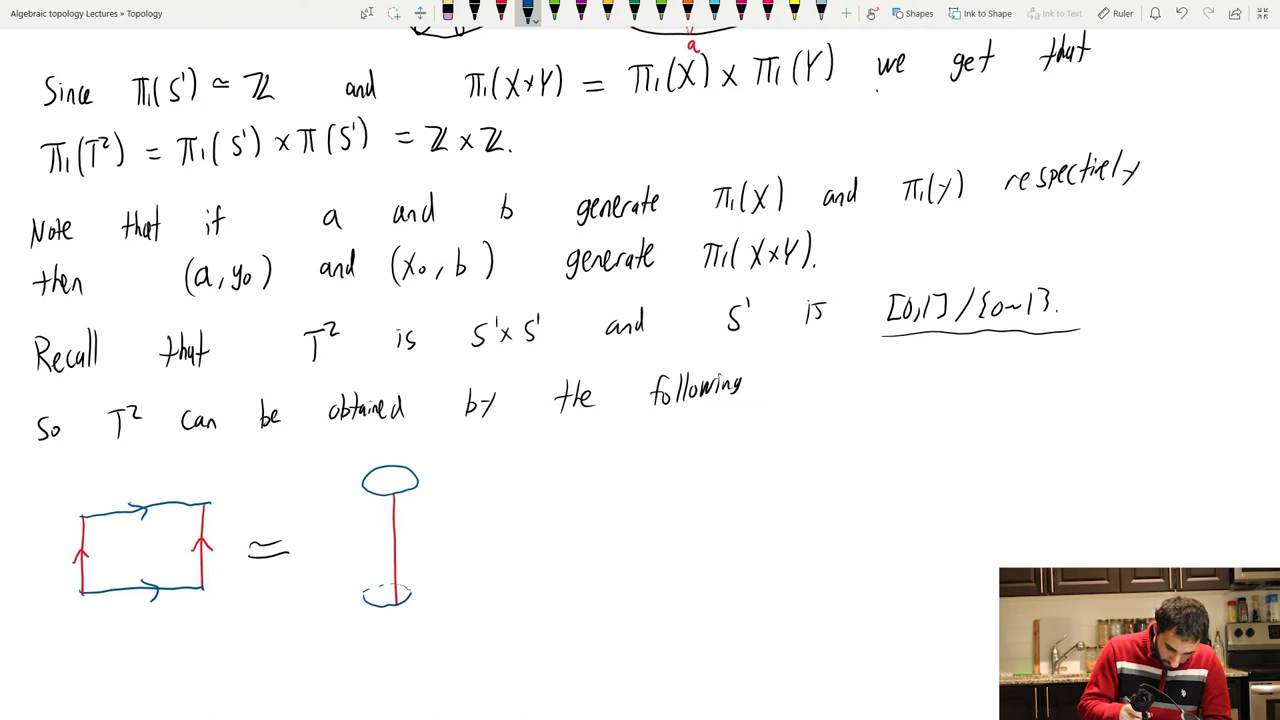 Algebraic topology Lectures – Topology
Shapes Ink to Shape Ink to Text Ruler
a
Since π₁(S¹) ≃ ℤ and π₁(X×Y) = π₁(X) × π₁(Y) we get that
π₁(T²) = π₁(S¹) × π(S¹) = ℤ × ℤ.
Note that if a and b generate π₁(X) and π₁(Y) respectiely
then (a, y₀) and (x₀, b) generate π₁(X×Y).
Recall that T² is S¹×S¹ and S¹ is [0,1]/{0~1}.
So T² can be obtained by the following
≃